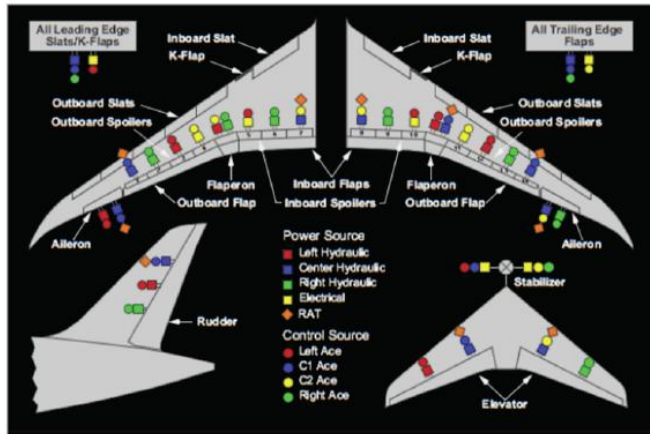 All Leading Edge
Slats/K-Flaps
Inboard Slat
K-Flap
Outboard Slats
Outboard Spoilers
Flaperon
Outboard Flap
Aileron
Inboard Flaps
Inboard Spoilers
Inboard Slat
K-Flap
All Trailing Edge
Flaps
Outboard Slats
Outboard Spoilers
Flaperon
Outboard Flap
Aileron
Rudder
Power Source
Left Hydraulic
Center Hydraulic
Right Hydraulic
Electrical
RAT
Control Source
Left Ace
C1 Ace
C2 Ace
Right Ace
Stabilizer
Elevator